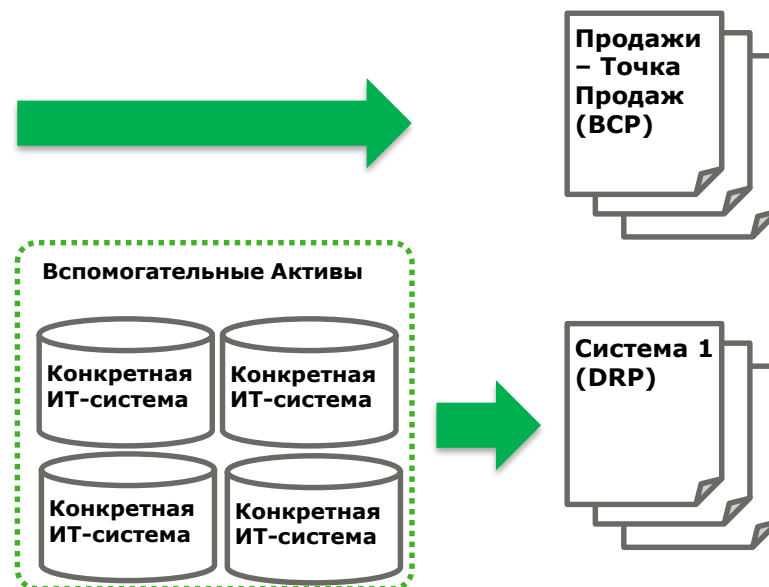 Продажи
– Точка
Продаж
(BCP)
Вспомогательные Активы
Конкретная
ИТ-система
Конкретная
ИТ-система
Конкретная
ИТ-система
Конкретная
ИТ-система
Система 1
(DRP)